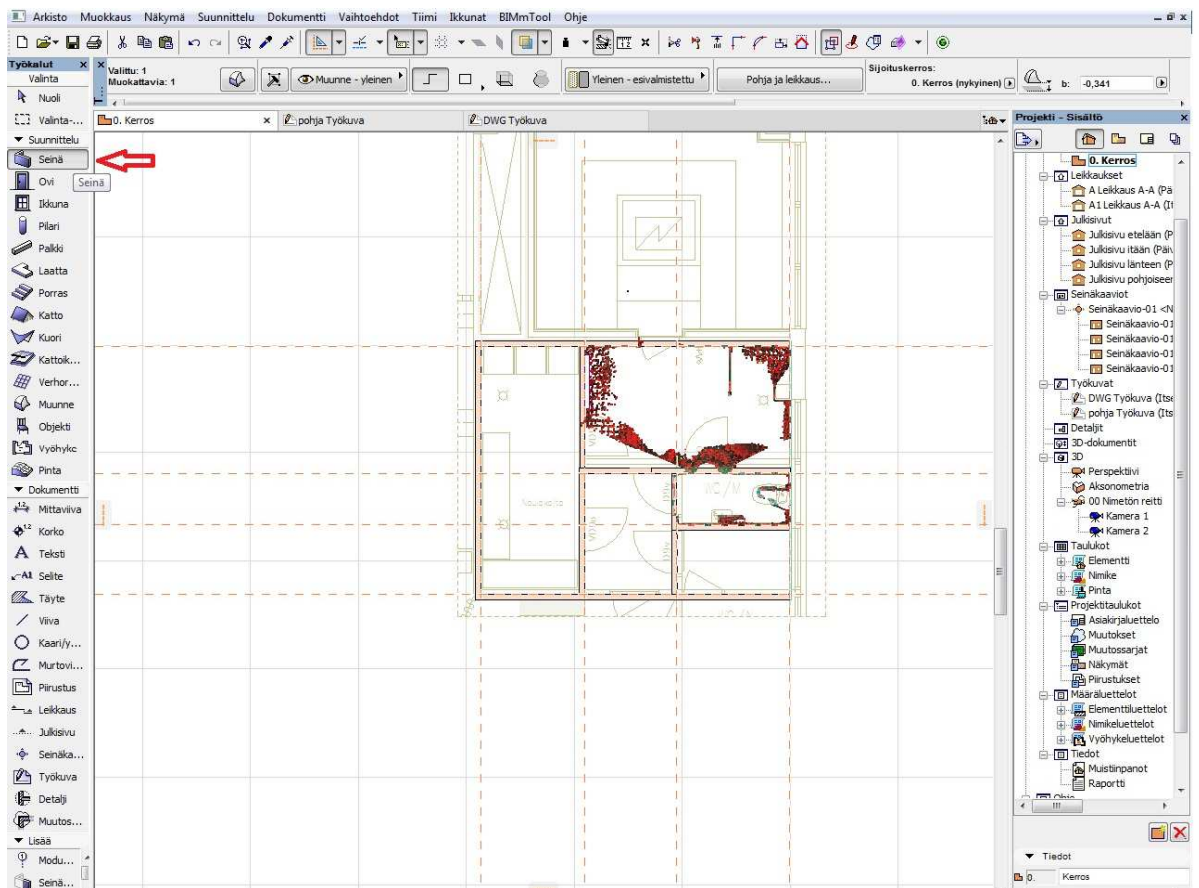 Arkisto Muokkaus Näkymä Suunnittelu Dokumentti Vaihtoehdot Tiimi Ikkunat BIMmTool Ohje
Työkalut
Valinta
Nuoli
Valinta-...
Suunnittelu
Seinä
Seinä
Ovi
Ikkuna
Pilari
Palkki
Laatta
Porras
Katto
Kuori
Kattoik...
Verhor...
Muunne
Objekti
Vyöhyke
Pinta
Dokumentti
Mittaviiva
Korko
A Teksti
A1 Selite
Täyte
Viiva
Kaari/y...
Murtovi...
Piirustus
Leikkaus
Julkisivu
Seinäka...
Työkuva
Detalji
Muutos...
Lisää
Modu...
Seinä...
Valittu: 1
Muokattavia: 1
Muunne - yleinen
Yleinen - esivalmistettu
Pohja ja leikkaus...
Sijoituskerros:
0. Kerros (nykyinen)
b: -0,341
0. Kerros
pohja Työkuva
DWG Työkuva
WC / M
Projekti - Sisältö
0. Kerros
Leikkaukset
A Leikkaus A-A (Pä
A1 Leikkaus A-A (It
Julkisivut
Julkisivu etelään (P
Julkisivu itään (Päiv
Julkisivu länteen (P
Julkisivu pohjoiseen
Seinäkaaviot
Seinäkaavio-01 <N
Seinäkaavio-01
Seinäkaavio-01
Seinäkaavio-01
Seinäkaavio-01
Työkuvat
DWG Työkuva (Itse
pohja Työkuva (Its
Detaljit
3D-dokumentit
3D
Perspektiivi
Aksonometria
00 Nimetön reitti
Kamera 1
Kamera 2
Taulukot
Elementti
Nimike
Pinta
Projektitaulukot
Asiakirjaluettelo
Muutokset
Muutossarjat
Näkymät
Piirustukset
Määräluettelot
Elementtiluettelot
Nimikeluettelot
Vyöhykeluettelot
Tiedot
Muistiinpanot
Raportti
Tiedot
0. Kerros